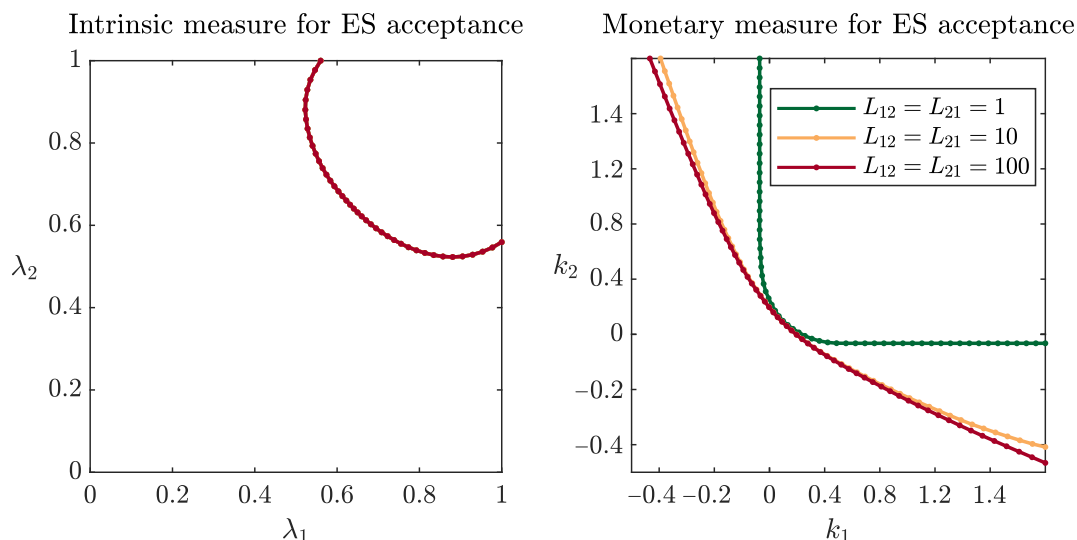 Intrinsic measure for ES acceptance
1
0.8
0.6
λ2
0.4
0.2
0
0 0.2 0.4 0.6 0.8 1
λ1
Monetary measure for ES acceptance
L12 = L21 = 1
L12 = L21 = 10
L12 = L21 = 100
1.4
1.2
0.8
k2
0.4
0
−0.2
−0.4
−0.4 −0.2 0 0.4 0.8 1.2 1.4
k1